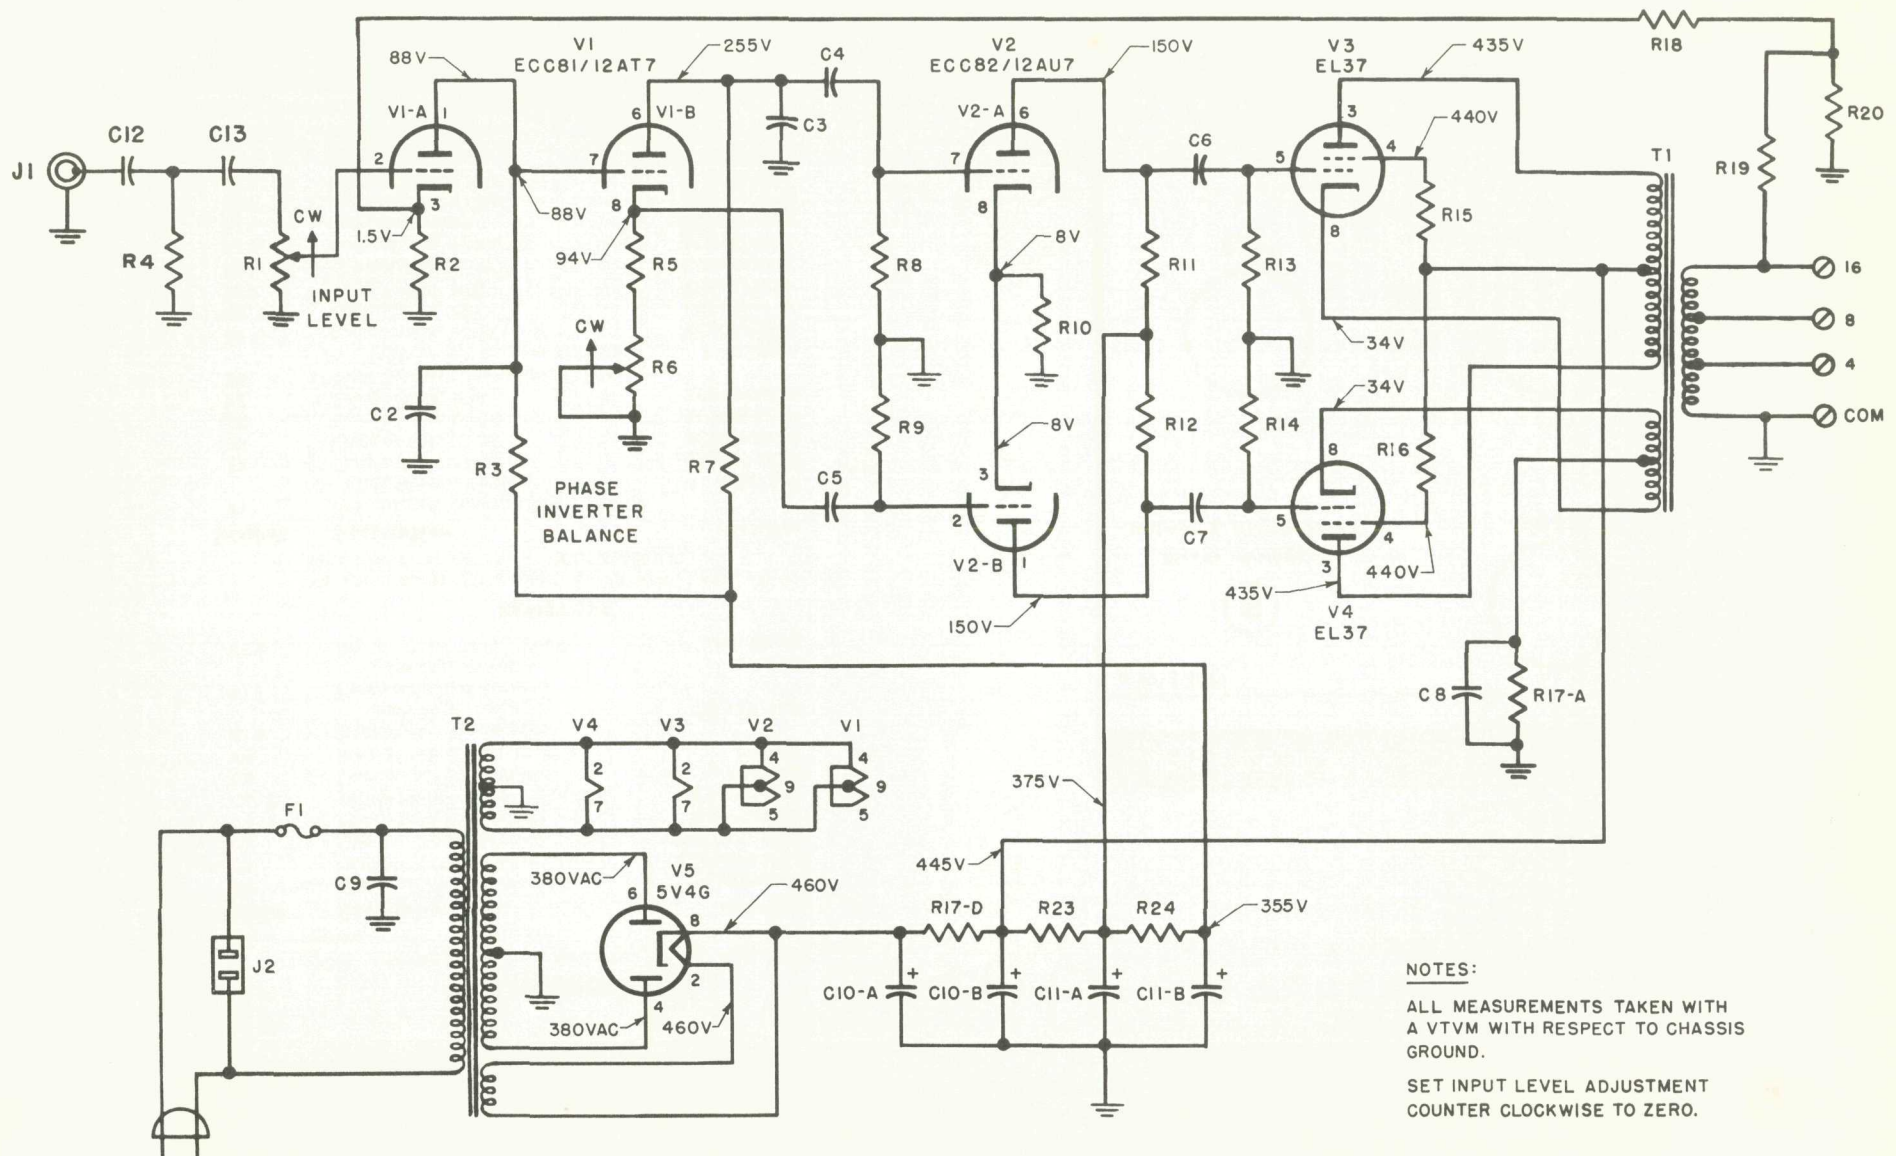 R18
V1
ECC81/12AT7
255V
C4
V2
ECC82/12AU7
150V
V3
EL37
435V
88V
V1-A
1
6
V1-B
C3
V2-A
6
3
440V
R20
C12
C13
2
7
7
C6
5
4
T1
R19
J1
3
88V
8
8
8
CW
1.5V
94V
8V
R15
R4
R1
R2
R5
R8
R11
R13
16
INPUT
LEVEL
CW
R10
8
34V
R6
4
34V
C2
R9
8V
R12
R14
R16
COM
R3
R7
C5
3
8
PHASE
INVERTER
BALANCE
2
5
4
C7
V2-B
1
3
440V
435V
150V
V4
EL37
C8
R17-A
T2
V4
V3
V2
V1
2
2
4
4
9
9
7
7
5
5
375V
F1
445V
C9
380VAC
V5
5V4G
460V
6
8
R17-D
R23
R24
355V
J2
2
4
+
+
+
+
C10-A
C10-B
C11-A
C11-B
380VAC
460V
NOTES:
ALL MEASUREMENTS TAKEN WITH
A VTVM WITH RESPECT TO CHASSIS
GROUND.
SET INPUT LEVEL ADJUSTMENT
COUNTER CLOCKWISE TO ZERO.